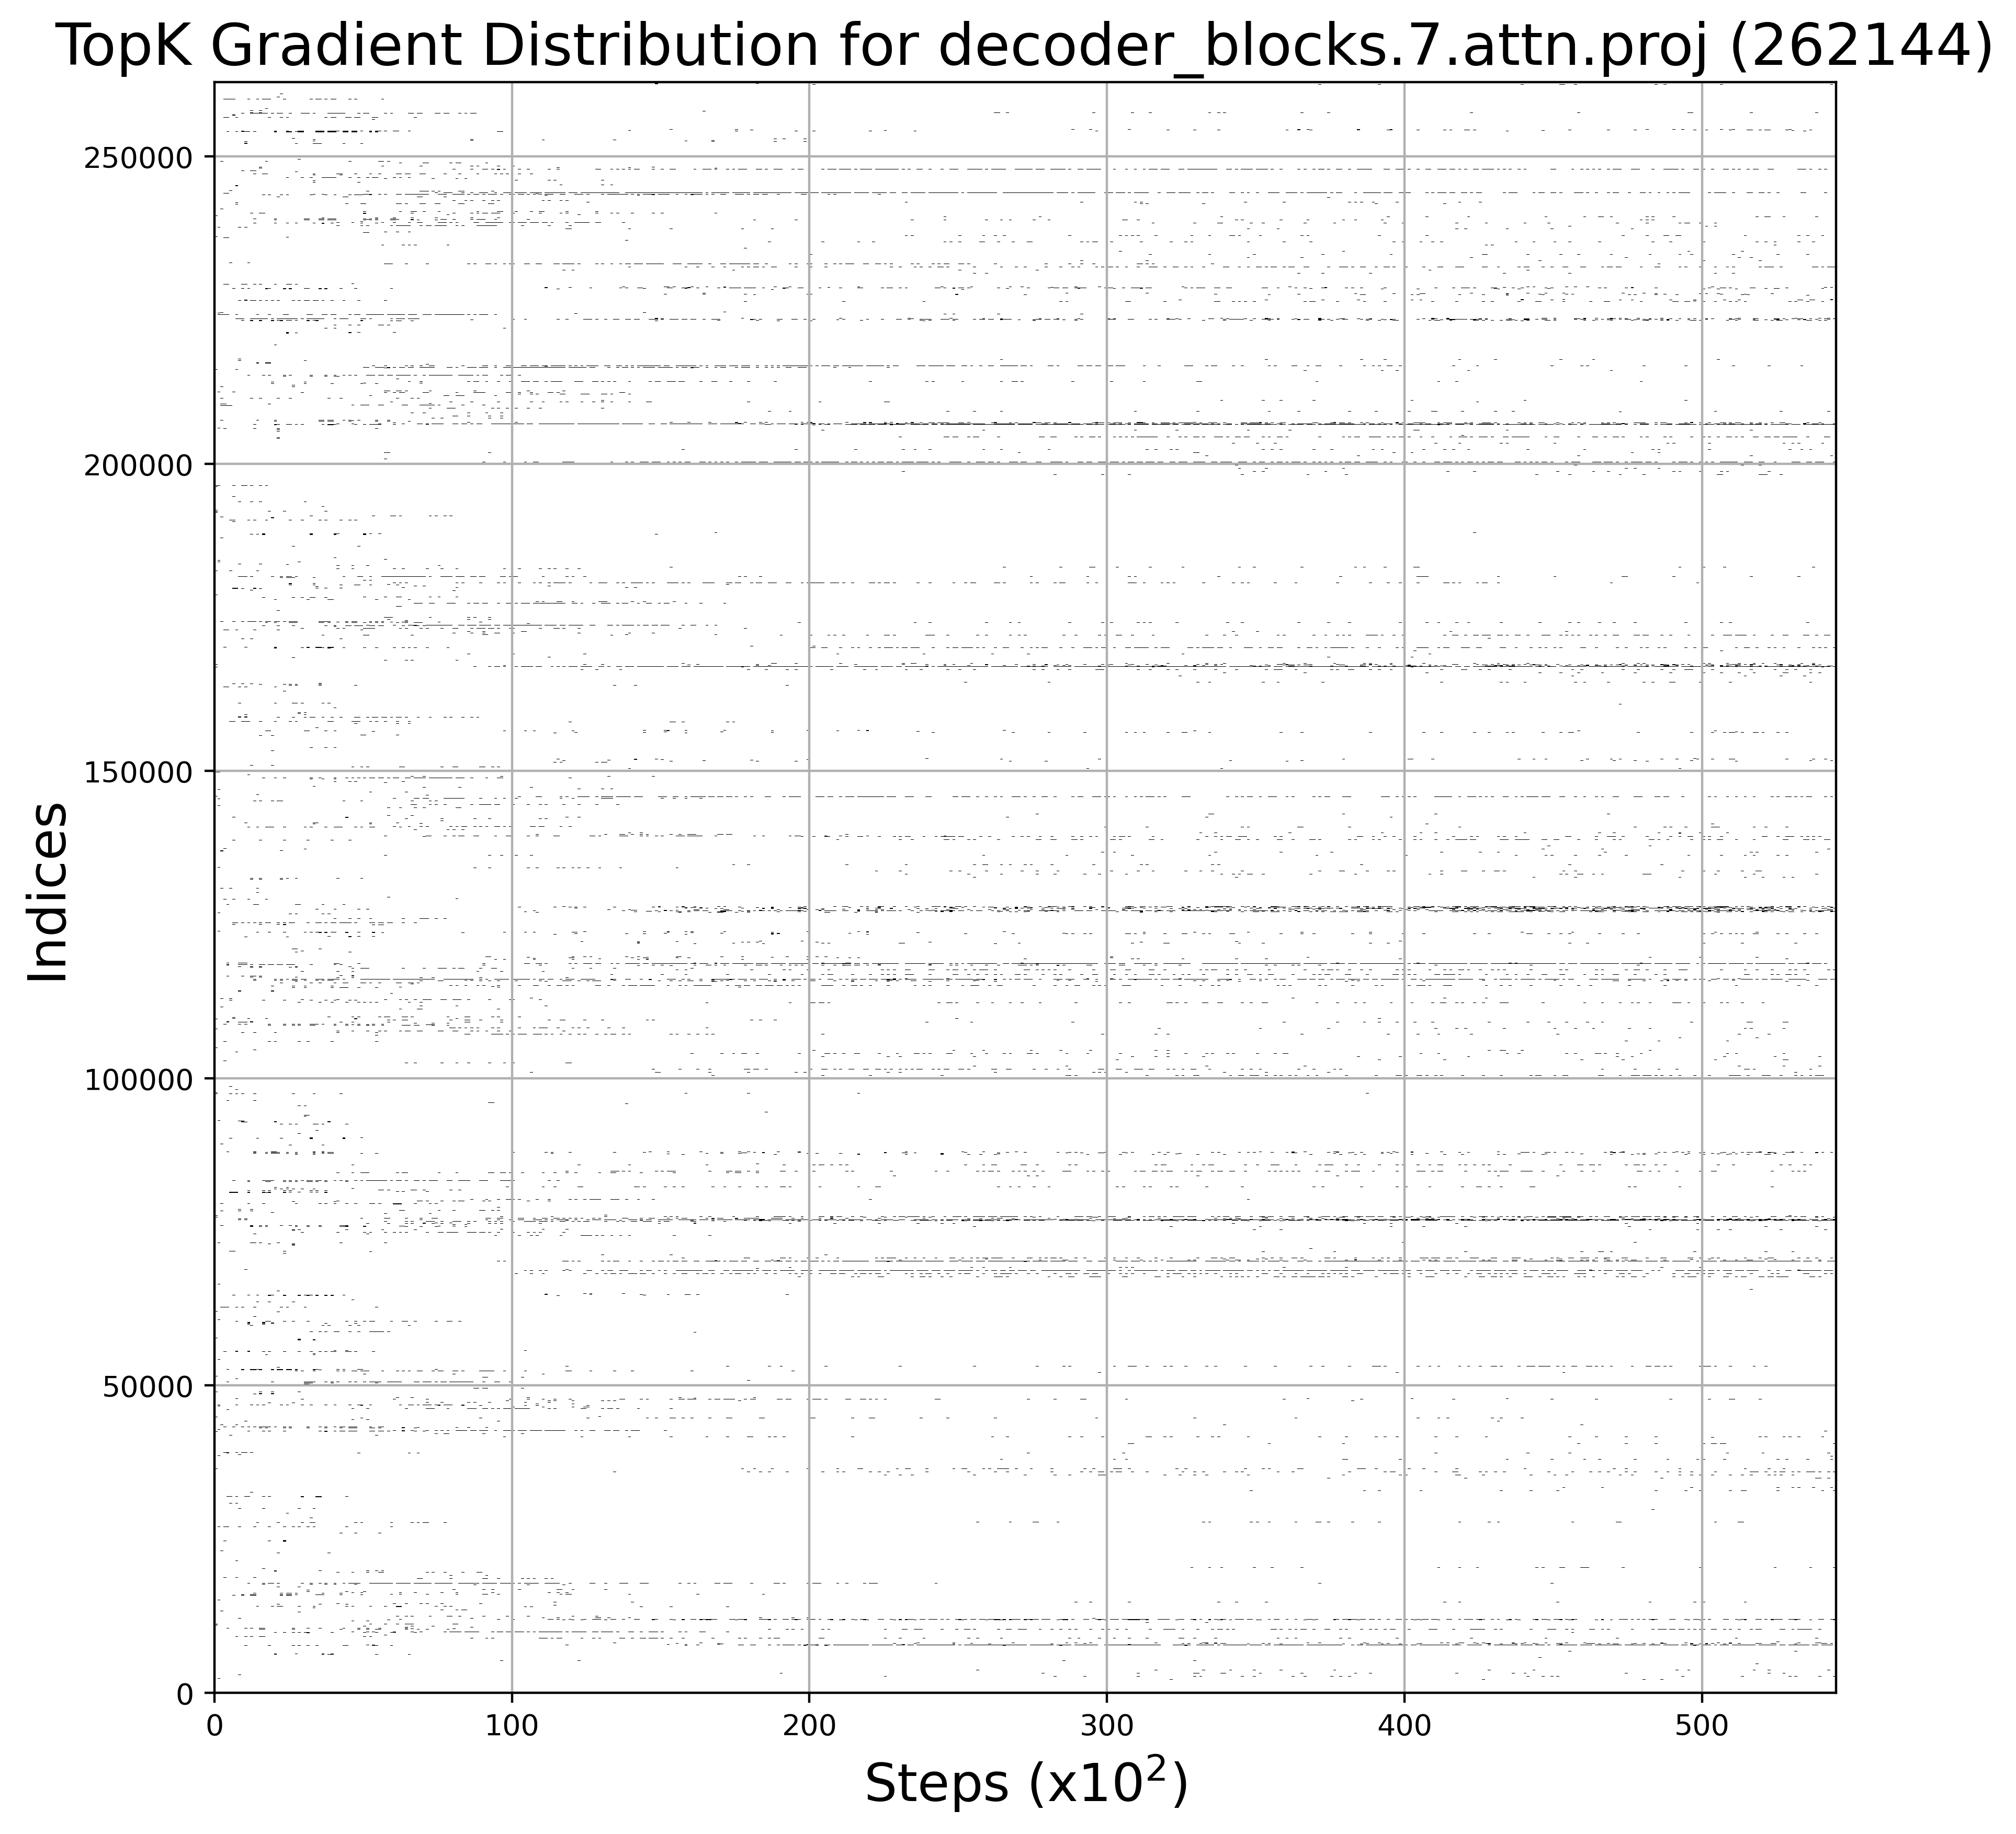 TopK Gradient Distribution for decoder_blocks.7.attn.proj (262144)
250000
200000
150000
100000
50000
0
Indices
0 100 200 300 400 500
Steps (x10²)